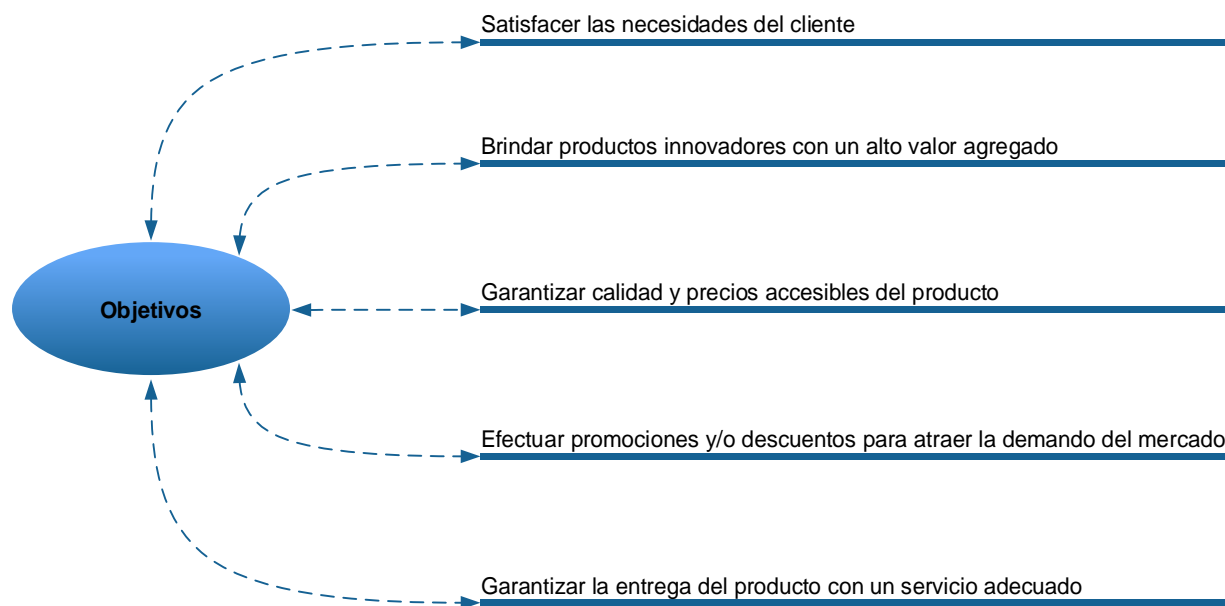 Satisfacer las necesidades del cliente
Brindar productos innovadores con un alto valor agregado
Objetivos
Garantizar calidad y precios accesibles del producto
Efectuar promociones y/o descuentos para atraer la demando del mercado
Garantizar la entrega del producto con un servicio adecuado